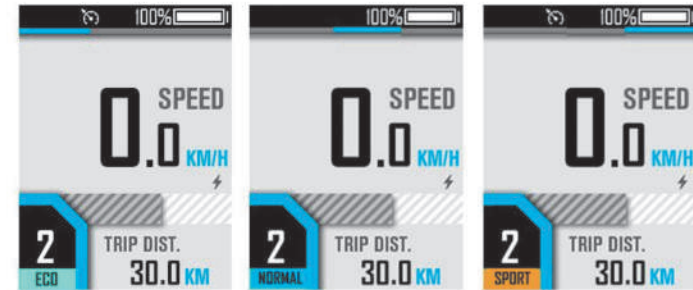 100%
SPEED
0.0 KM/H
2
ECO
TRIP DIST.
30.0 KM
100%
SPEED
0.0 KM/H
2
NORMAL
TRIP DIST.
30.0 KM
100%
SPEED
0.0 KM/H
2
SPORT
TRIP DIST.
30.0 KM